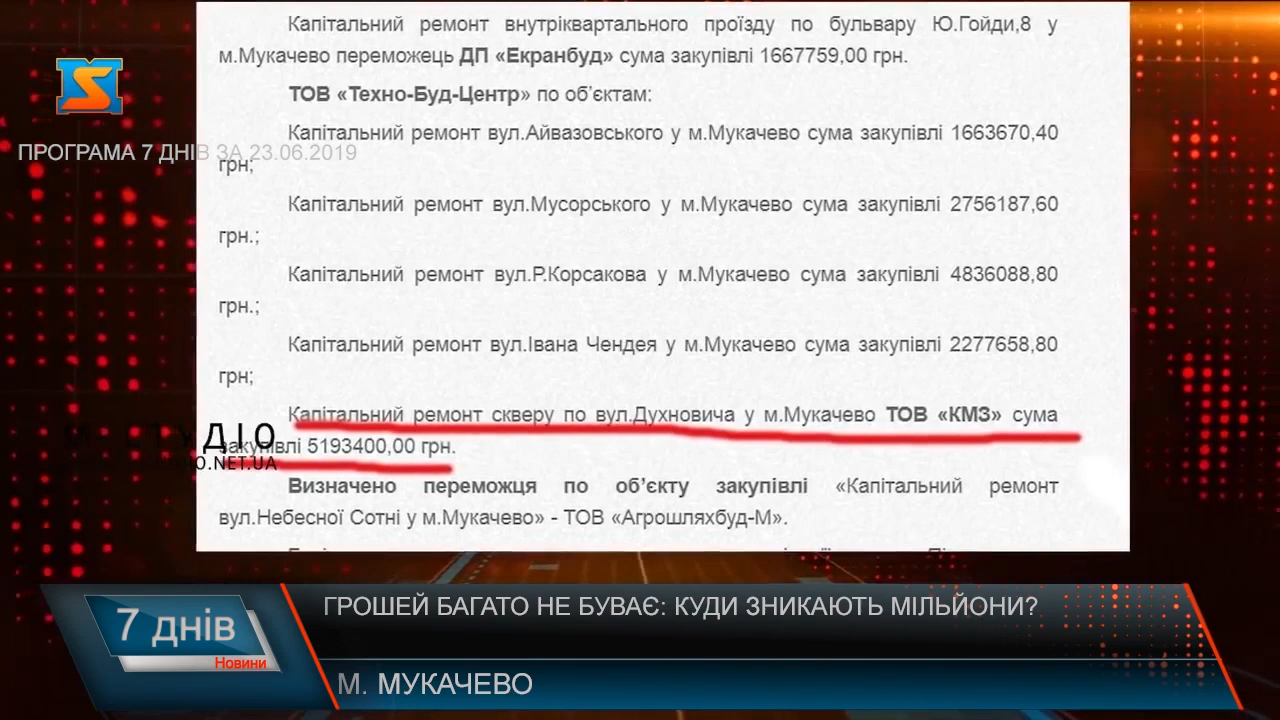 Капітальний ремонт внутріквартального проїзду по бульвару Ю.Гойди,8 у
м.Мукачево переможець ДП «Екранбуд» сума закупівлі 1667759,00 грн.
ТОВ «Техно-Буд-Центр» по об'єктам:
Капітальний ремонт вул.Айвазовського у м.Мукачево сума закупівлі 1663670,40
ПРОГРАМА 7 ДНІВ ЗА 23.06.2019
грн;
Капітальний ремонт вул.Мусорського у м.Мукачево сума закупівлі 2756187,60
грн.;
Капітальний ремонт вул.Р.Корсакова у м.Мукачево сума закупівлі 4836088,80
грн.;
Капітальний ремонт вул.Івана Чендея у м.Мукачево сума закупівлі 2277658,80
грн;
Капітальний ремонт скверу по вул.Духновича у м.Мукачево ТОВ «КМЗ» сума
закупівлі 5193400,00 грн.
Визначено переможця по об'єкту закупівлі «Капітальний ремонт
вул.Небесної Сотні у м.Мукачево» - ТОВ «Агрошляхбуд-М».
ГРОШЕЙ БАГАТО НЕ БУВАЄ: КУДИ ЗНИКАЮТЬ МІЛЬЙОНИ?
7 днів
Новини
М. МУКАЧЕВО